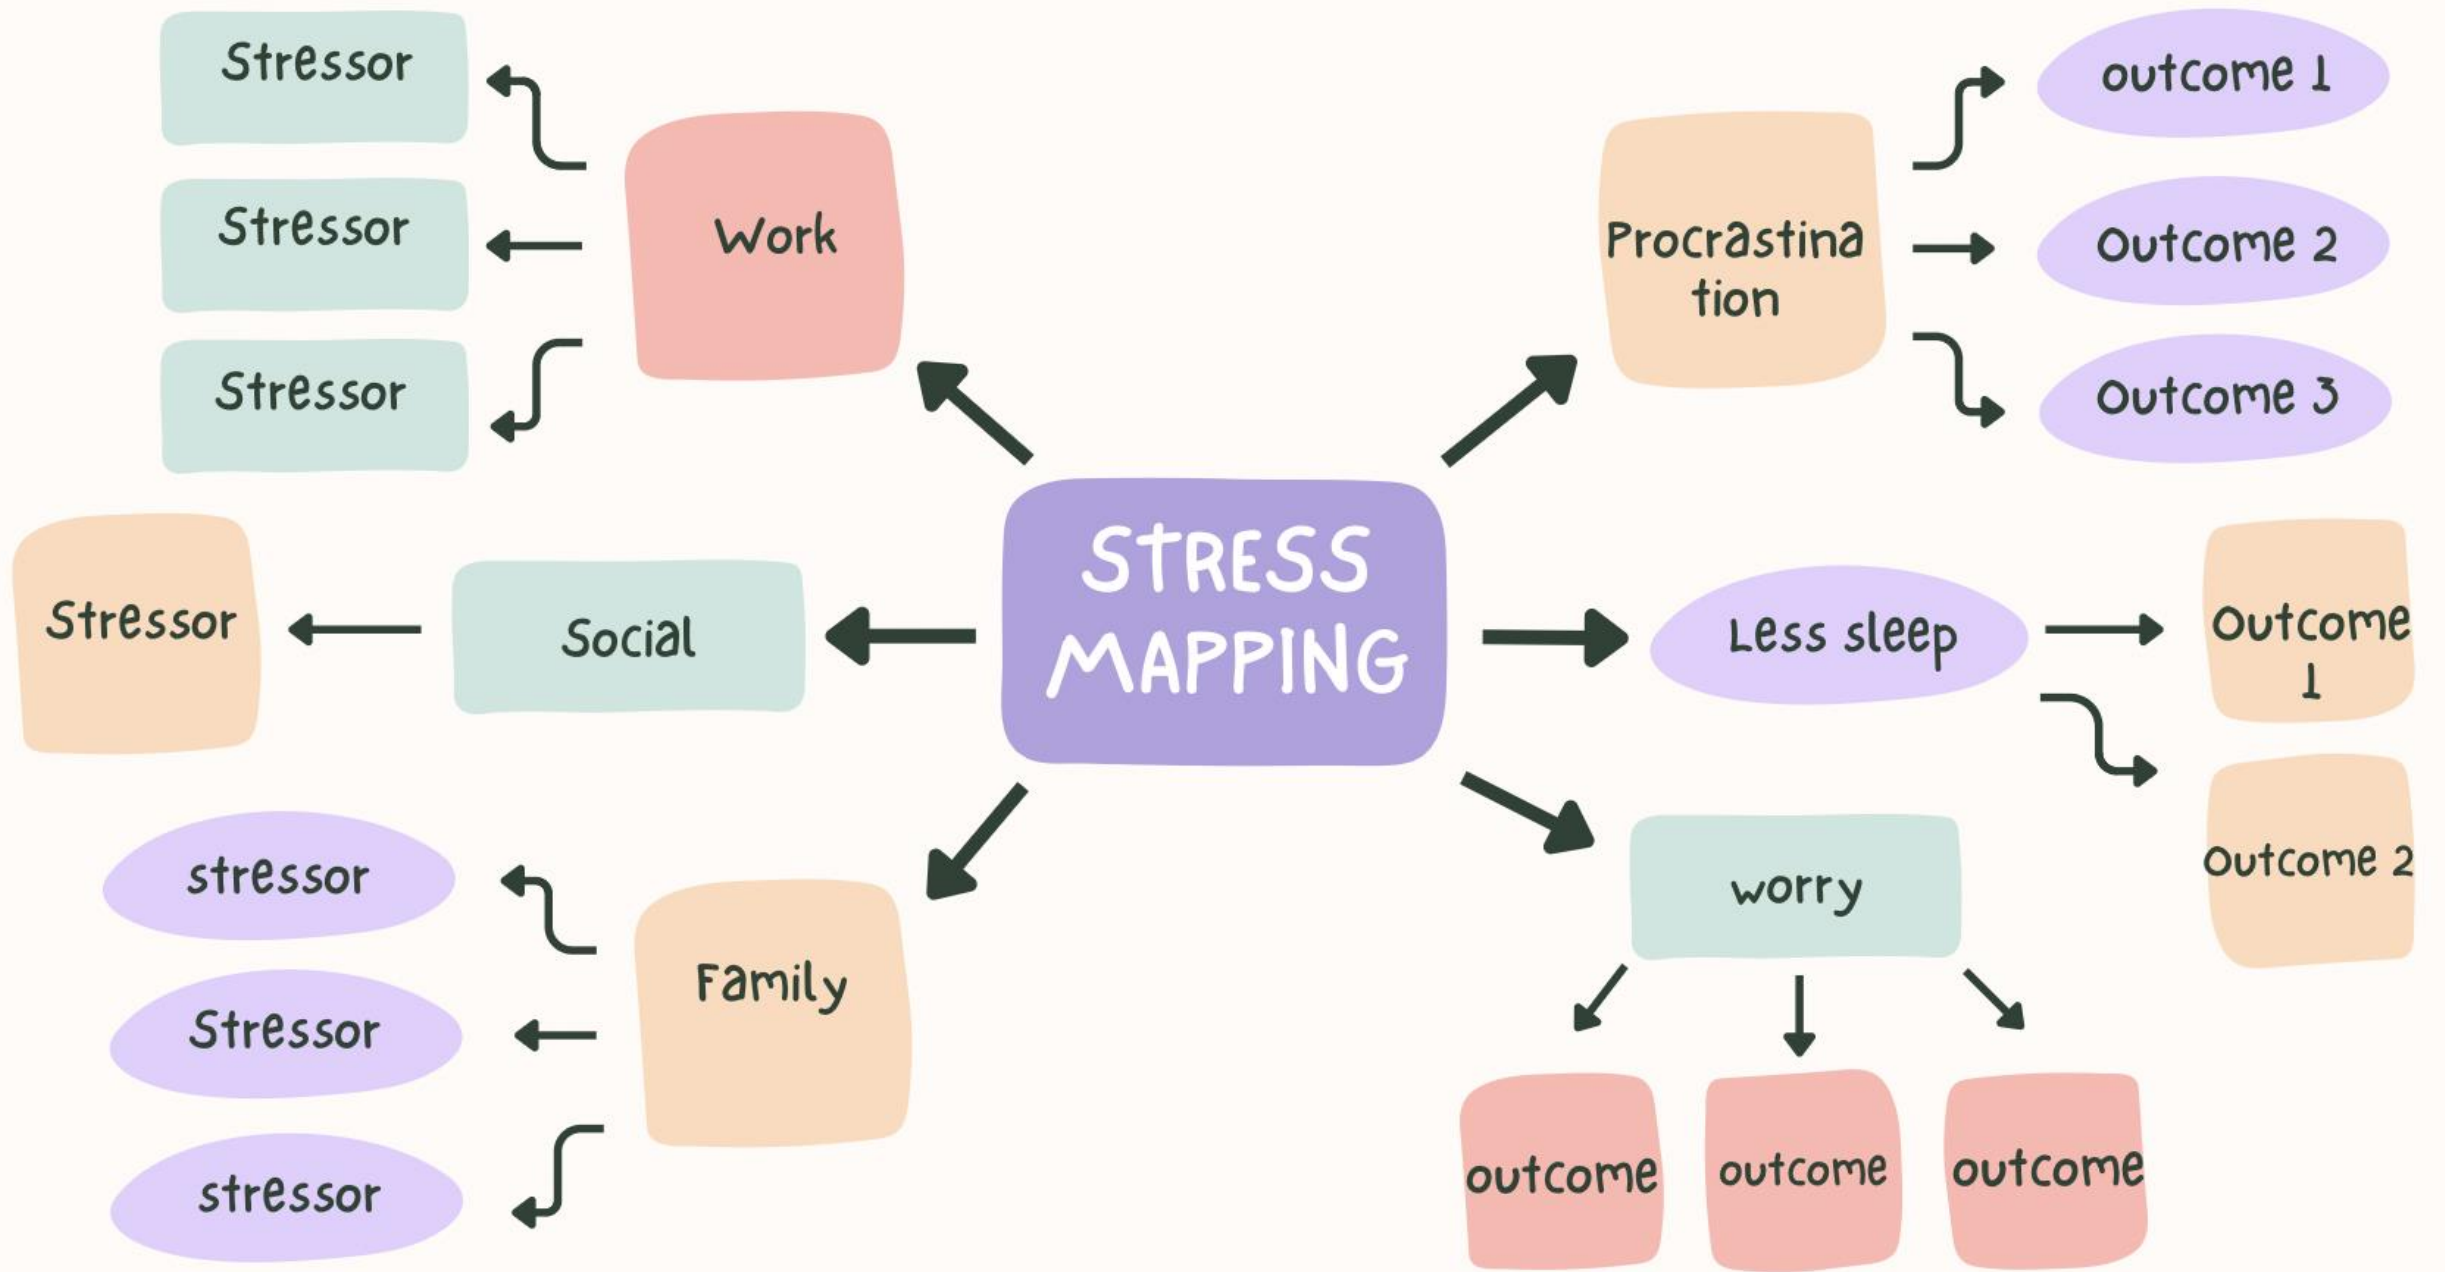 STRESS
MAPPING
Work
Stressor
Stressor
Stressor
Social
Stressor
Family
stressor
Stressor
stressor
Procrastina
tion
outcome 1
Outcome 2
Outcome 3
Less sleep
Outcome
1
Outcome 2
worry
outcome
outcome
outcome